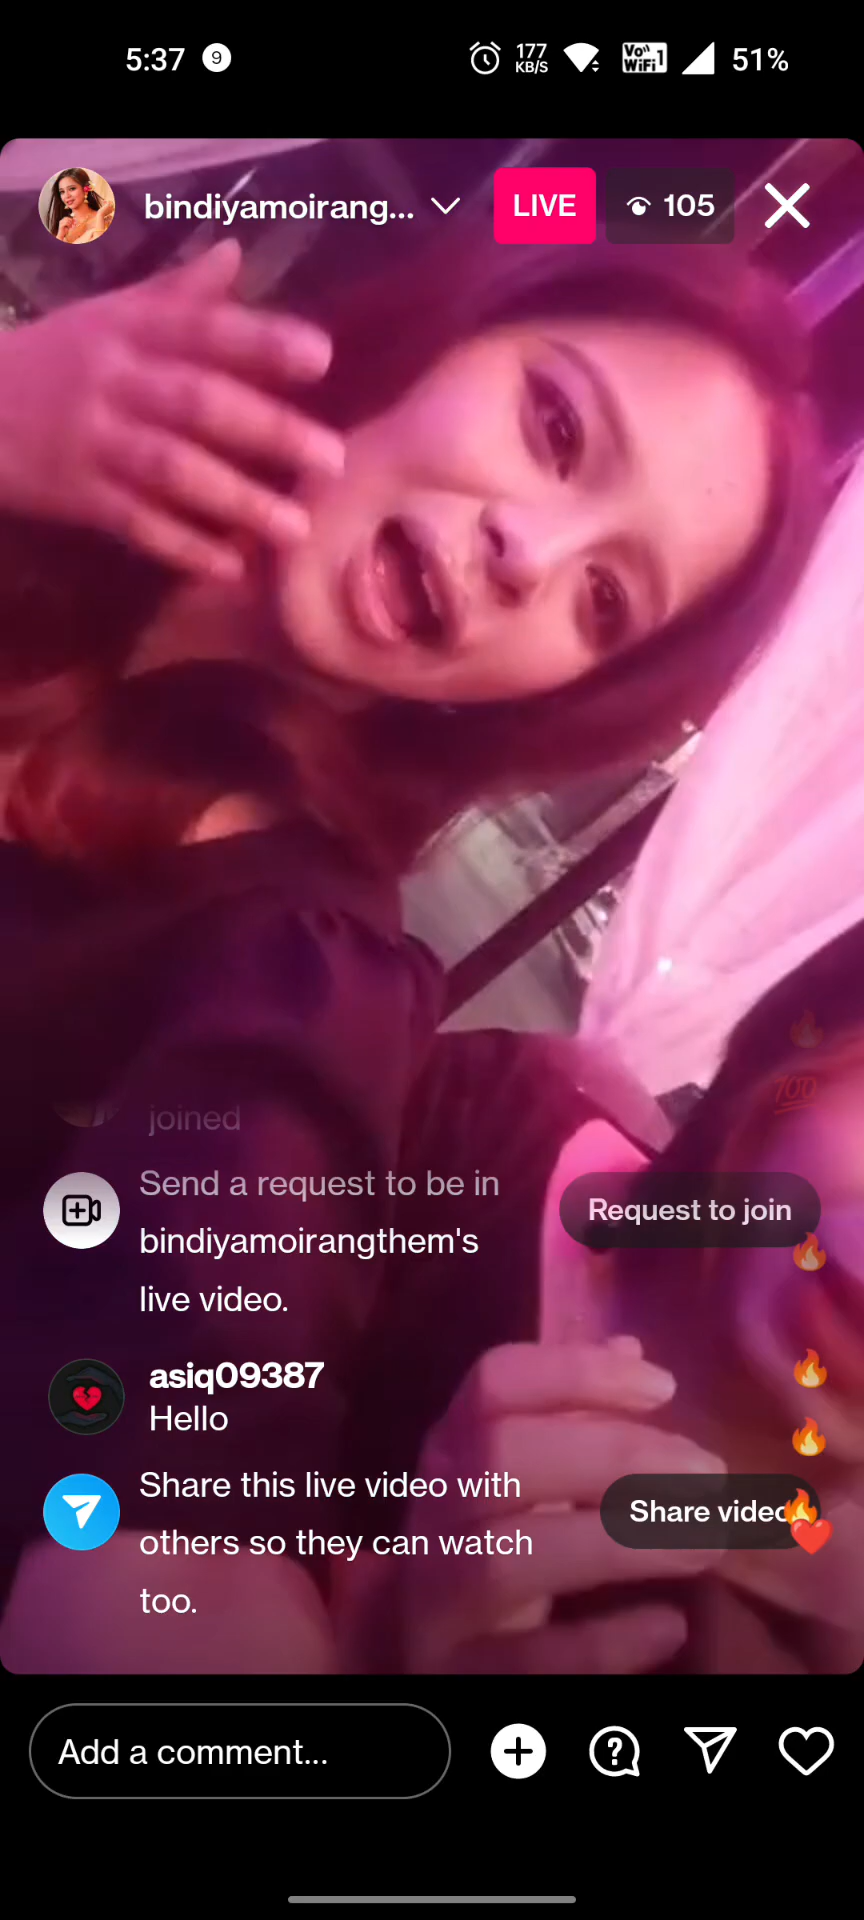 5:37 9 177 KB/S Vo)) WiFi 1 51%
bindiyamoirang... LIVE 105
100
joined
Send a request to be in
bindiyamoirangthem's
live video.
Request to join
asiq09387
Hello
Share this live video with
others so they can watch
too.
Share video
Add a comment...